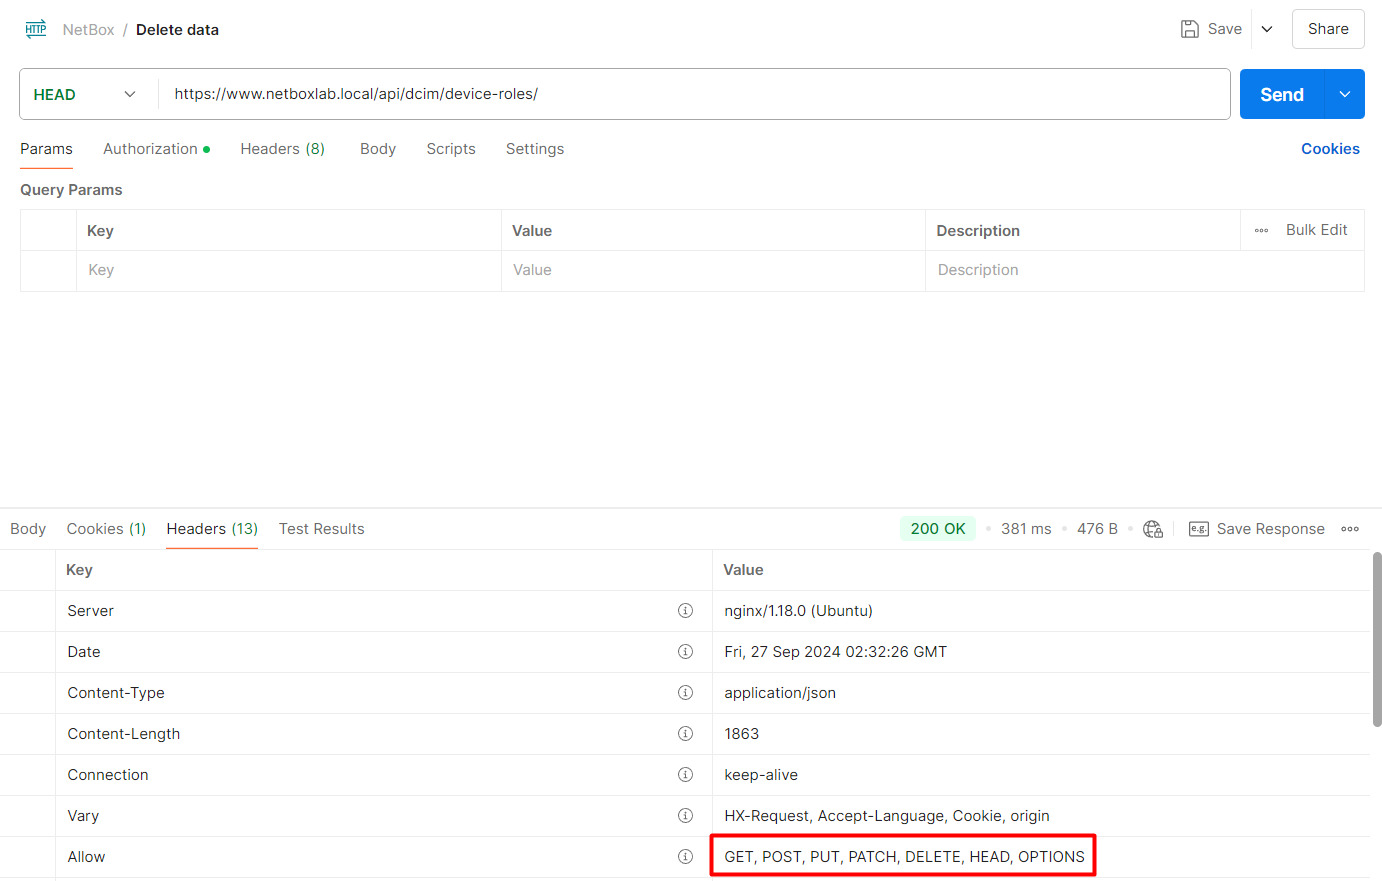 HTTP NetBox / Delete data Save Share
HEAD https://www.netboxlab.local/api/dcim/device-roles/ Send
Params Authorization Headers (8) Body Scripts Settings Cookies
Query Params
Key Value Description Bulk Edit
Key Value Description
Body Cookies (1) Headers (13) Test Results 200 OK 381 ms 476 B e.g. Save Response
Key Value
Server nginx/1.18.0 (Ubuntu)
Date Fri, 27 Sep 2024 02:32:26 GMT
Content-Type application/json
Content-Length 1863
Connection keep-alive
Vary HX-Request, Accept-Language, Cookie, origin
Allow GET, POST, PUT, PATCH, DELETE, HEAD, OPTIONS